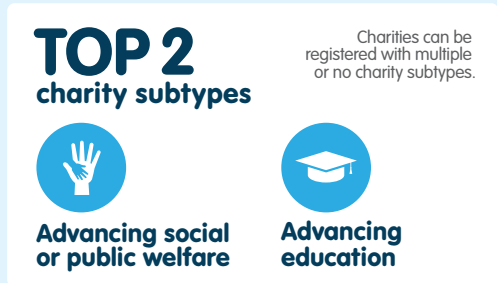 TOP 2
charity subtypes
Charities can be
registered with multiple
or no charity subtypes.
Advancing social
or public welfare
Advancing
education